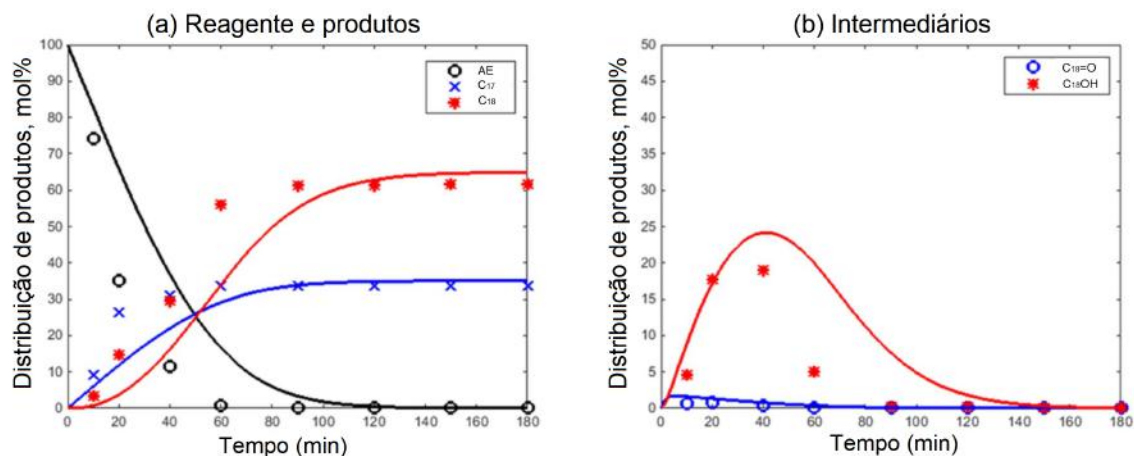 (a) Reagente e produtos
Distribuição de produtos, mol%
100
90
80
70
60
50
40
30
20
10
0
AE
C₁₇
C₁₈
0 20 40 60 80 100 120 140 160 180
Tempo (min)
(b) Intermediários
Distribuição de produtos, mol%
50
45
40
35
30
25
20
15
10
5
0
C₁₈=O
C₁₈OH
0 20 40 60 80 100 120 140 160 180
Tempo (min)